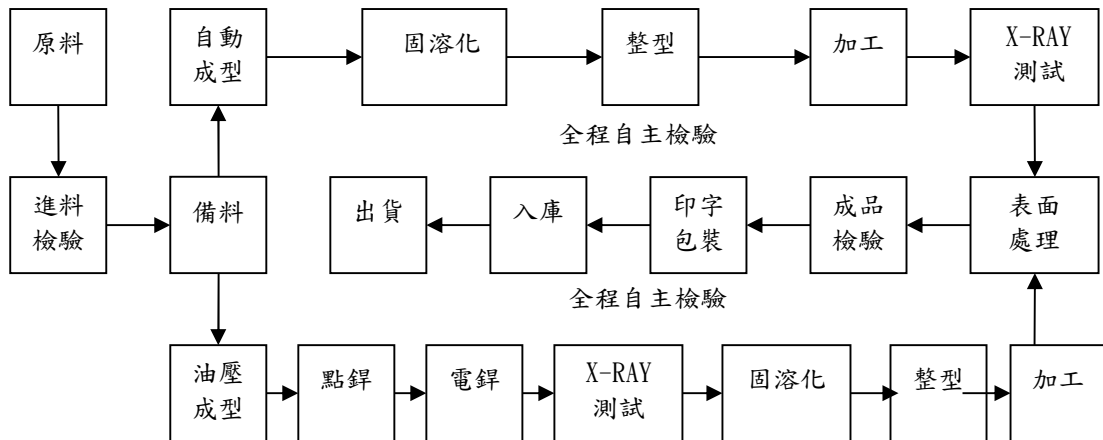 原料
自動
成型
固溶化
整型
加工
X-RAY
測試
全程自主檢驗
進料
檢驗
備料
出貨
入庫
印字
包裝
成品
檢驗
表面
處理
全程自主檢驗
油壓
成型
點銲
電銲
X-RAY
測試
固溶化
整型
加工